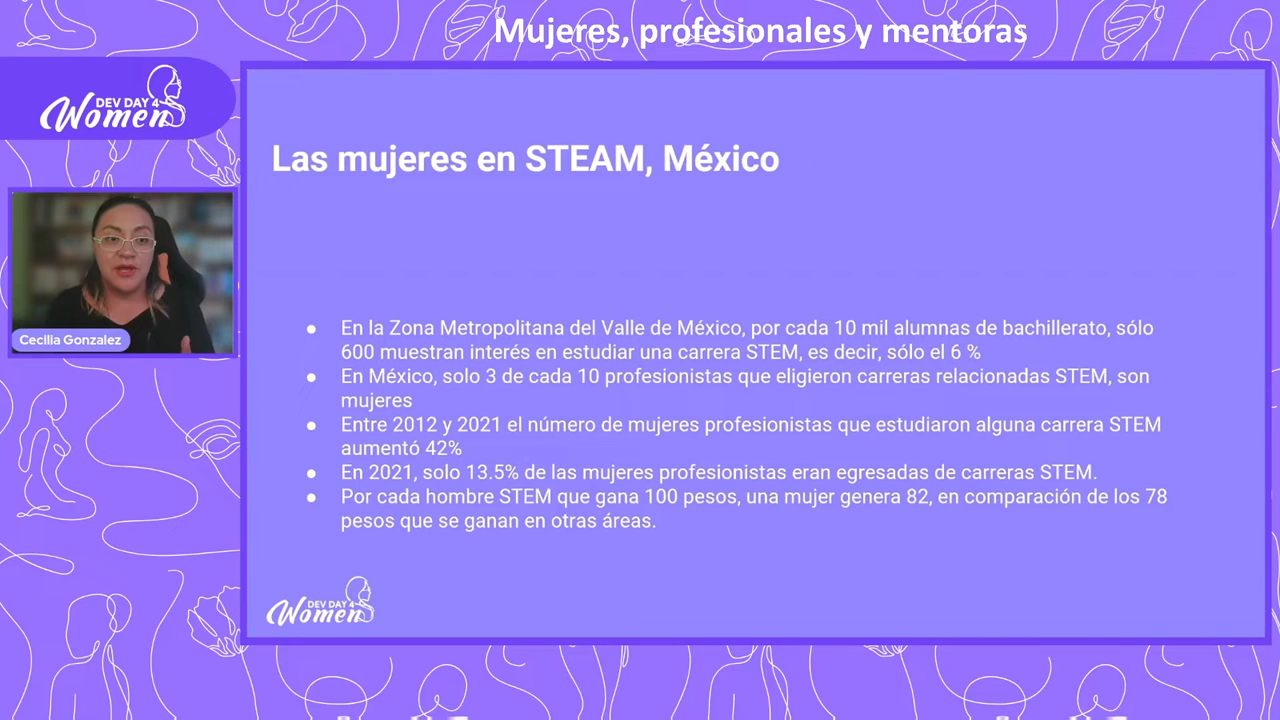 Mujeres, profesionales y mentoras
DEV DAY 4
Women
Las mujeres en STEAM, México
Cecilia Gonzalez
● En la Zona Metropolitana del Valle de México, por cada 10 mil alumnas de bachillerato, sólo
600 muestran interés en estudiar una carrera STEM, es decir, sólo el 6 %
● En México, solo 3 de cada 10 profesionistas que eligieron carreras relacionadas STEM, son
mujeres
● Entre 2012 y 2021 el número de mujeres profesionistas que estudiaron alguna carrera STEM
aumentó 42%
● En 2021, solo 13.5% de las mujeres profesionistas eran egresadas de carreras STEM.
● Por cada hombre STEM que gana 100 pesos, una mujer genera 82, en comparación de los 78
pesos que se ganan en otras áreas.
DEV DAY 4
Women